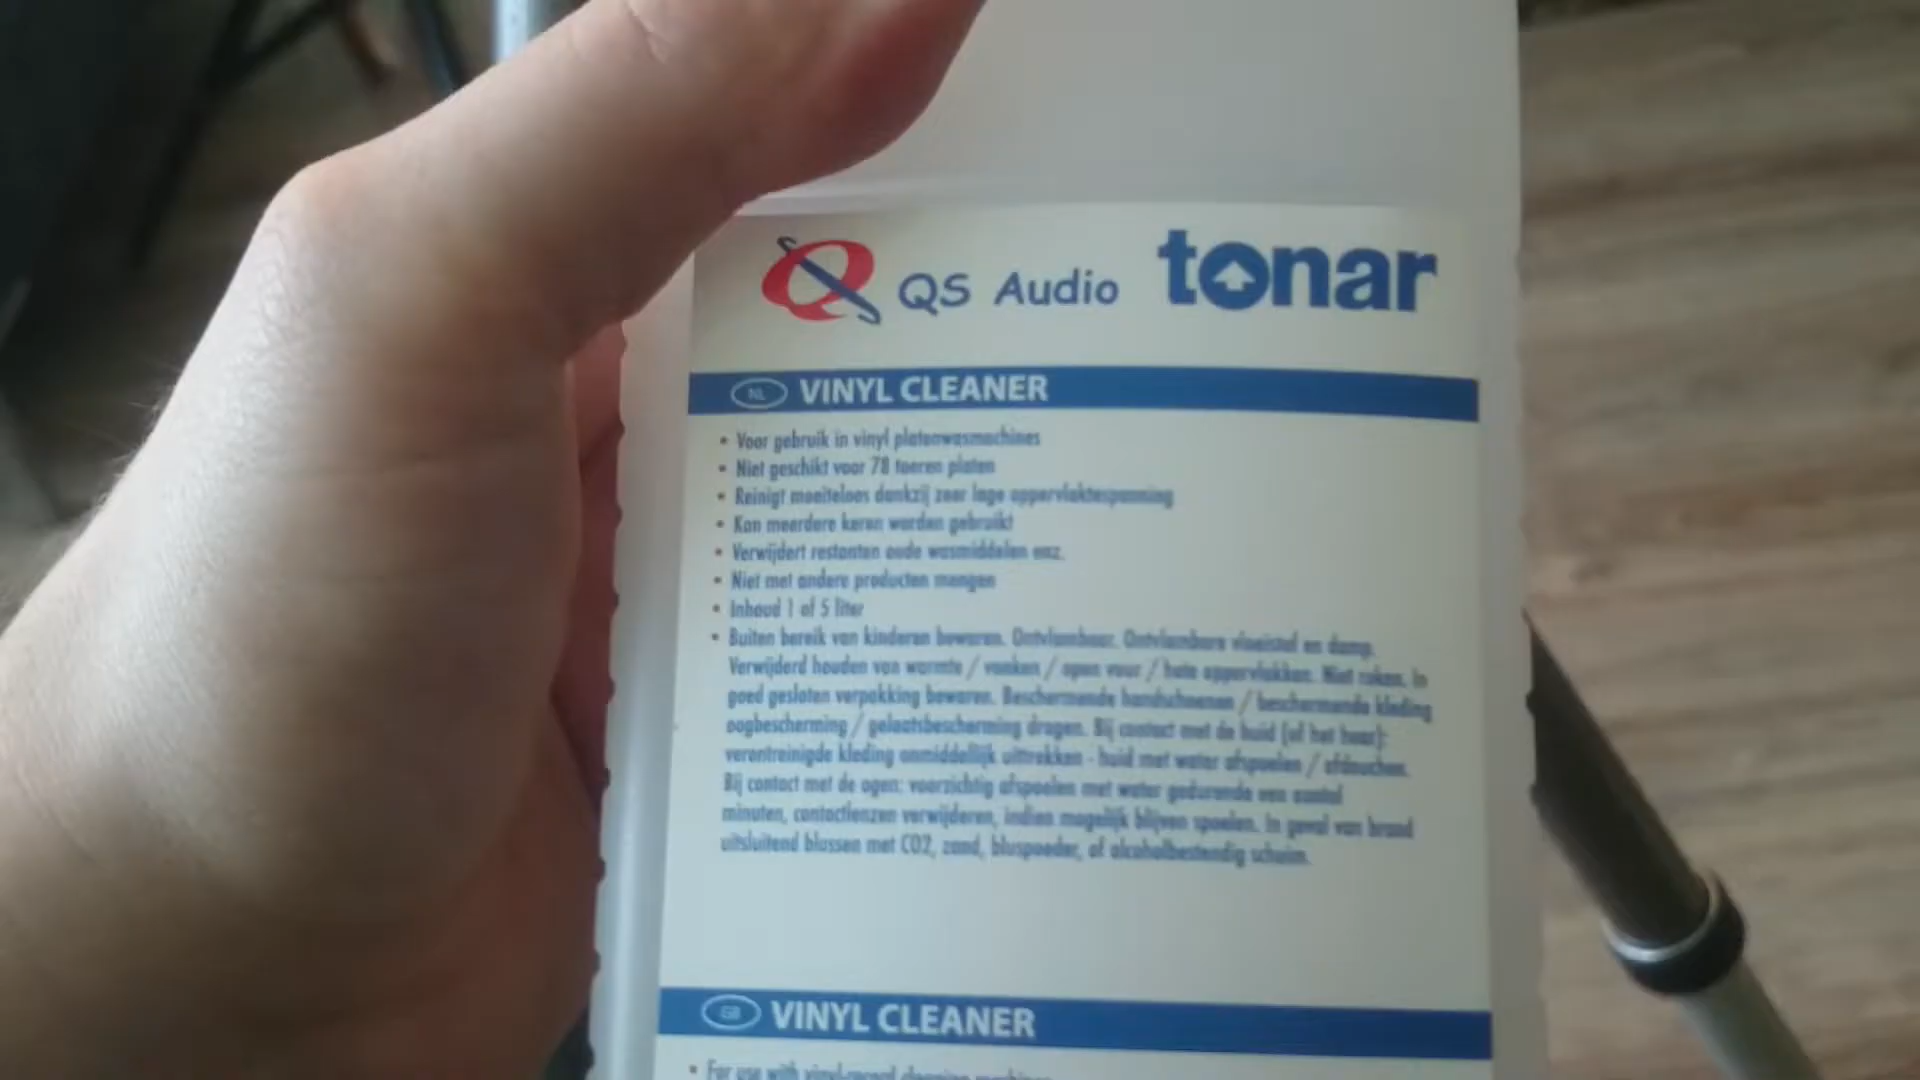 QS Audio tonar
NL VINYL CLEANER
• Voor gebruik in vinyl platenwasmachines
• Niet geschikt voor 78 toeren platen
• Reinigt moeiteloos dankzij zeer lage oppervlaktespanning
• Kan meerdere keren worden gebruikt
• Verwijdert restanten oude wasmiddelen enz.
• Niet met andere producten mengen
• Inhoud 1 of 5 liter
• Buiten bereik van kinderen bewaren. Ontvlambaar. Ontvlambare vloeistof en damp.
Verwijderd houden van warmte / vonken / open vuur / hete oppervlakken. Niet roken. In
goed gesloten verpakking bewaren. Beschermende handschoenen / beschermende kleding
oogbescherming / gelaatsbescherming dragen. Bij contact met de huid (of het haar):
verontreinigde kleding onmiddellijk uittrekken - huid met water afspoelen / afdouchen.
Bij contact met de ogen: voorzichtig afspoelen met water gedurende een aantal
minuten, contactlenzen verwijderen, indien mogelijk blijven spoelen. In geval van brand
uitsluitend blussen met CO2, zand, bluspoeder, of alcoholbestendig schuim.
GB VINYL CLEANER
• For use with vinyl-record cleaning machines